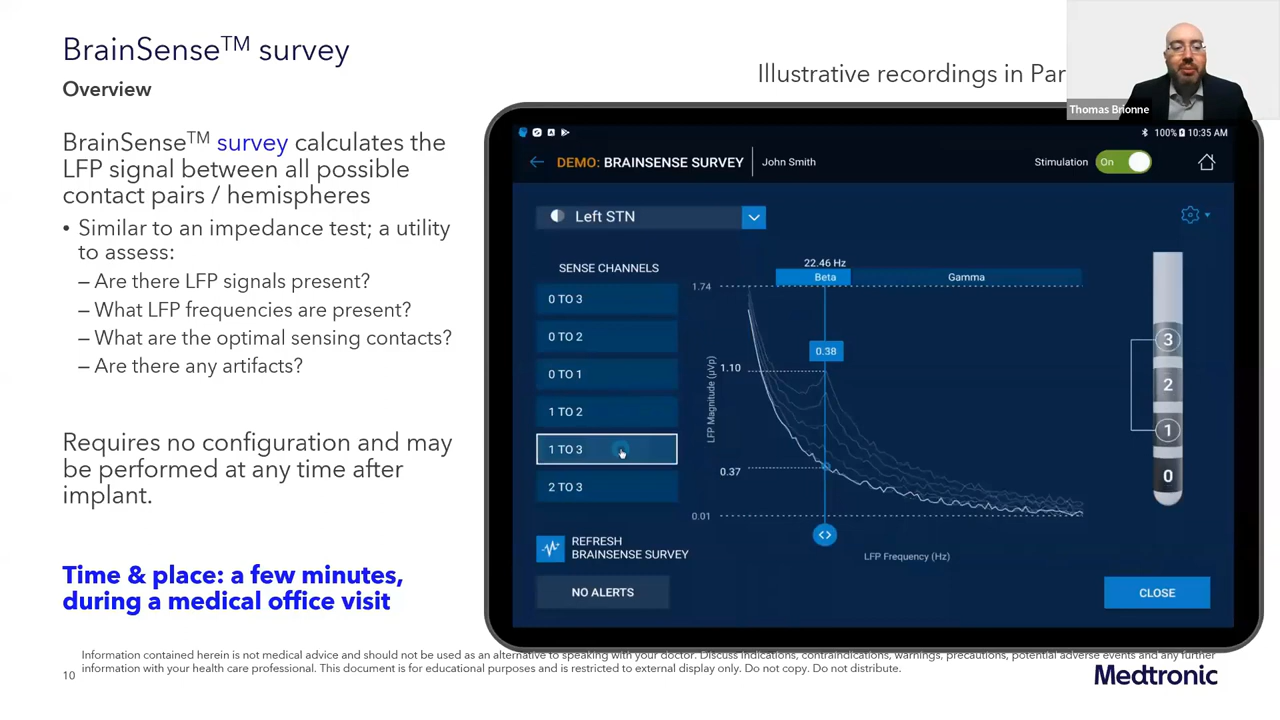 BrainSense™ survey
Overview
BrainSense™ survey calculates the
LFP signal between all possible
contact pairs / hemispheres
• Similar to an impedance test; a utility
to assess:
– Are there LFP signals present?
– What LFP frequencies are present?
– What are the optimal sensing contacts?
– Are there any artifacts?
Requires no configuration and may
be performed at any time after
implant.
Time & place: a few minutes,
during a medical office visit
Illustrative recordings in Par
Thomas Brionne
100% 10:35 AM
DEMO: BRAINSENSE SURVEY John Smith Stimulation On
Left STN
SENSE CHANNELS
0 TO 3
0 TO 2
0 TO 1
1 TO 2
1 TO 3
2 TO 3
REFRESH
BRAINSENSE SURVEY
NO ALERTS
22.46 Hz
Beta Gamma
1.74
0.38
1.10
0.37
0.01
LFP Magnitude (µVp)
LFP Frequency (Hz)
3
2
1
0
CLOSE
Information contained herein is not medical advice and should not be used as an alternative to speaking with your doctor. Discuss indications, contraindications, warnings, precautions, potential adverse events and any further
information with your health care professional. This document is for educational purposes and is restricted to external display only. Do not copy. Do not distribute.
10
Medtronic